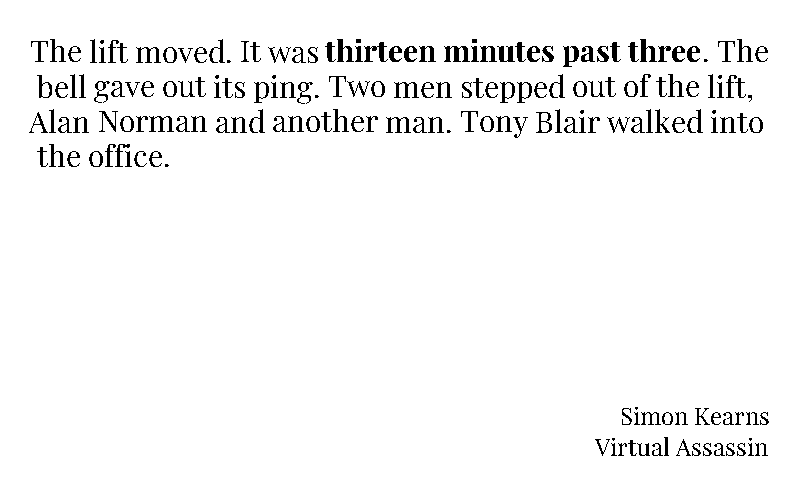 The lift moved. It was thirteen minutes past three. The
bell gave out its ping. Two men stepped out of the lift,
Alan Norman and another man. Tony Blair walked into
the office.
Simon Kearns
Virtual Assassin